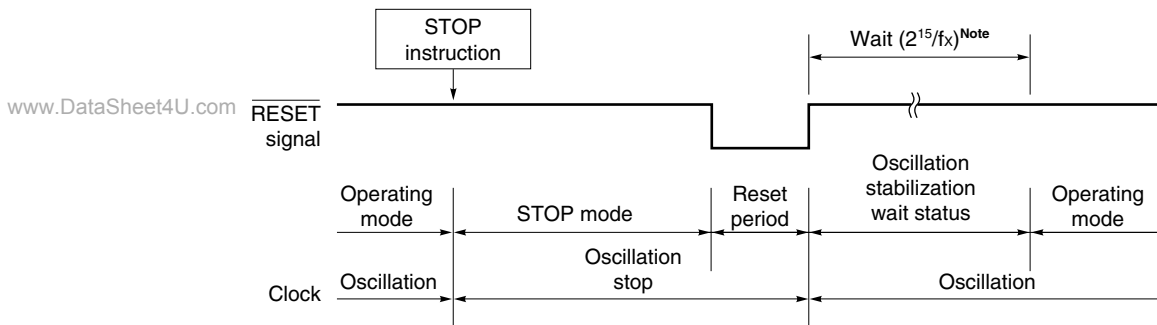 STOP
instruction
Wait (2¹⁵/fx)Note
www.DataSheet4U.com
RESET
signal
Operating
mode
STOP mode
Reset
period
Oscillation
stabilization
wait status
Operating
mode
Clock
Oscillation
Oscillation
stop
Oscillation